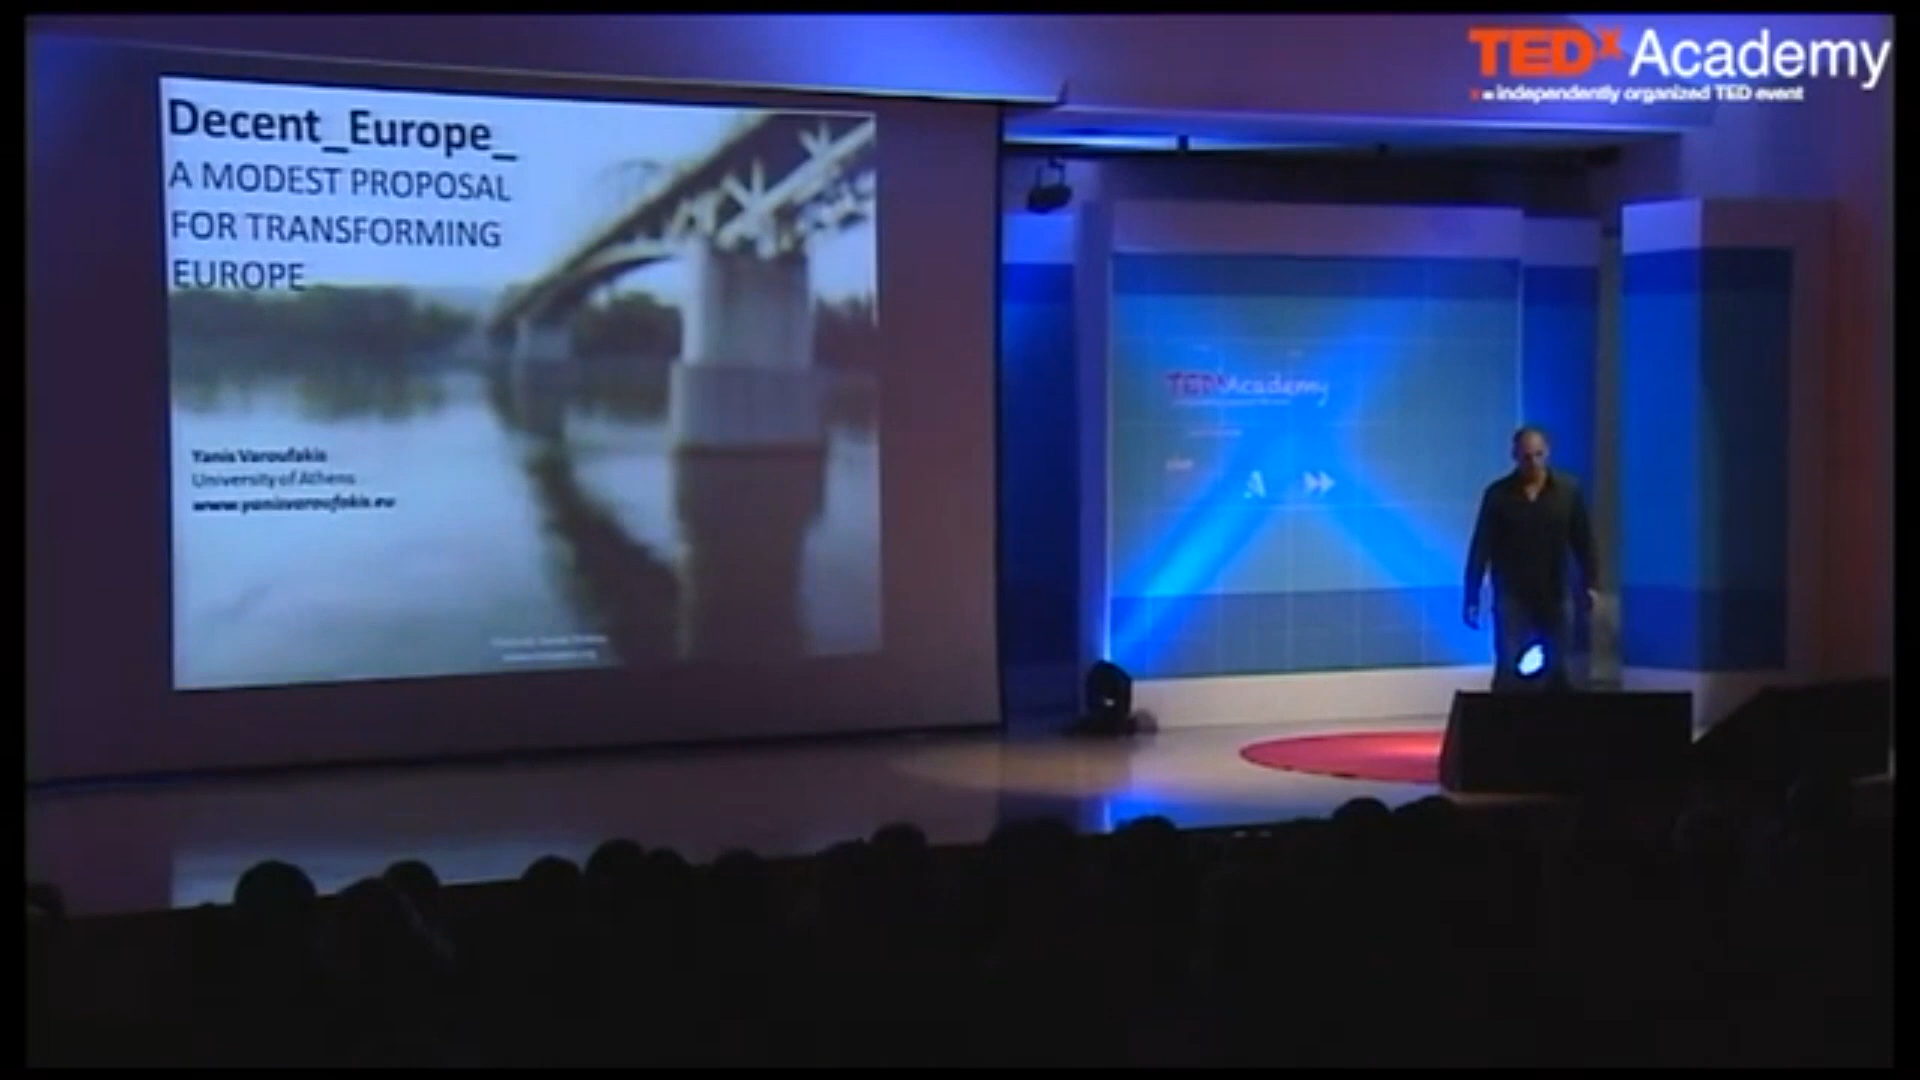 TEDx Academy
x = independently organized TED event
Decent_Europe_
A MODEST PROPOSAL
FOR TRANSFORMING
EUROPE
Yanis Varoufakis
University of Athens
www.yanisvaroufakis.eu
TEDxAcademy
A